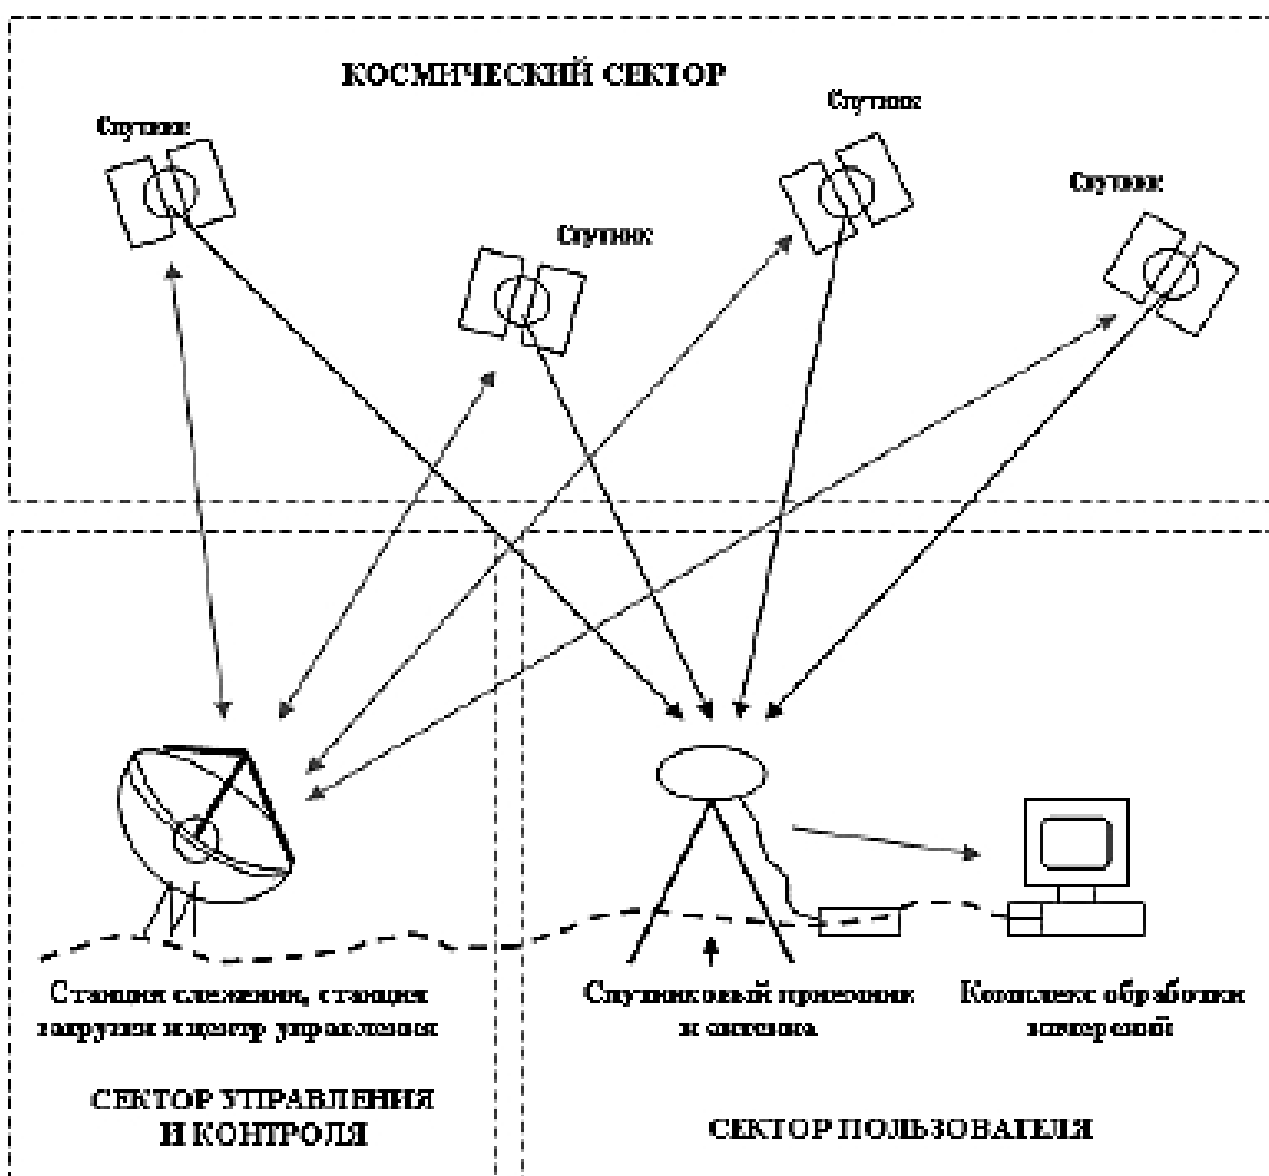 КОСМИЧЕСКИЙ СЕКТОР
Спутник
Спутник
Спутник
Спутник
Станция слежения, станция
загрузки и центр управления
Спутниковый приемник
и антенна
Комплекс обработки
измерений
СЕКТОР УПРАВЛЕНИЯ
И КОНТРОЛЯ
СЕКТОР ПОЛЬЗОВАТЕЛЯ